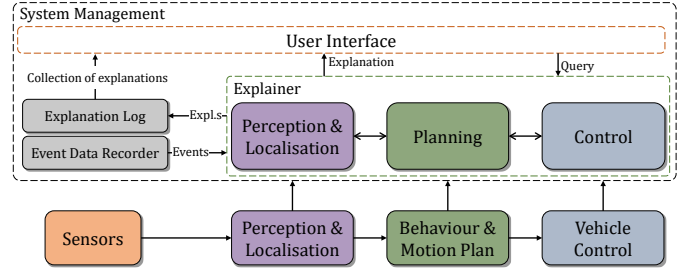 System Management
User Interface
Collection of explanations
Explanation
Query
Explainer
Explanation Log
Expl.s
Event Data Recorder
Events
Perception &
Localisation
Planning
Control
Sensors
Perception &
Localisation
Behaviour &
Motion Plan
Vehicle
Control